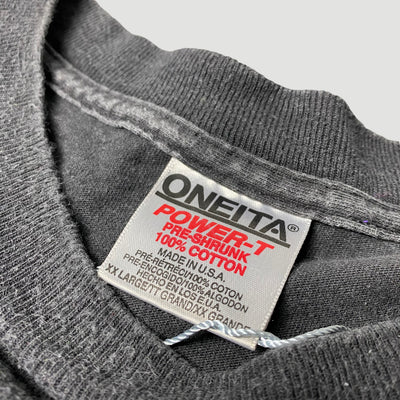 ONEITA®
POWER-T
PRE-SHRUNK
100% COTTON
MADE IN U.S.A.
PRÉ-RÉTRÉCI/100% COTON
PRE-ENCOGIDO/100% ALGODON
HECHO EN LOS E.U.A.
XX LARGE/TT GRAND/XX GRANDE